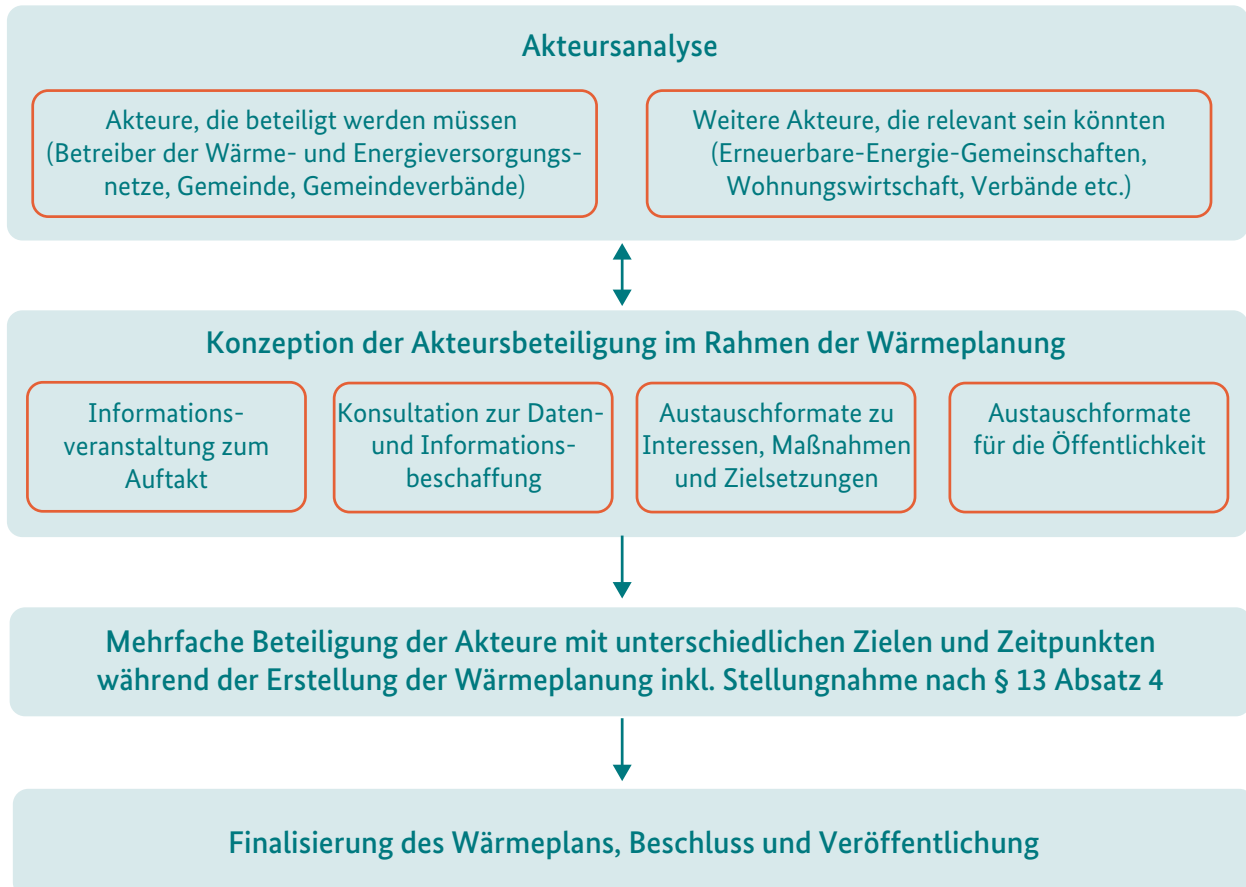 Akteursanalyse
Akteure, die beteiligt werden müssen
(Betreiber der Wärme- und Energieversorgungs-
netze, Gemeinde, Gemeindeverbände)
Weitere Akteure, die relevant sein könnten
(Erneuerbare-Energie-Gemeinschaften,
Wohnungswirtschaft, Verbände etc.)
Konzeption der Akteursbeteiligung im Rahmen der Wärmeplanung
Informations-
veranstaltung zum
Auftakt
Konsultation zur Daten-
und Informations-
beschaffung
Austauschformate zu
Interessen, Maßnahmen
und Zielsetzungen
Austauschformate
für die Öffentlichkeit
Mehrfache Beteiligung der Akteure mit unterschiedlichen Zielen und Zeitpunkten
während der Erstellung der Wärmeplanung inkl. Stellungnahme nach § 13 Absatz 4
Finalisierung des Wärmeplans, Beschluss und Veröffentlichung